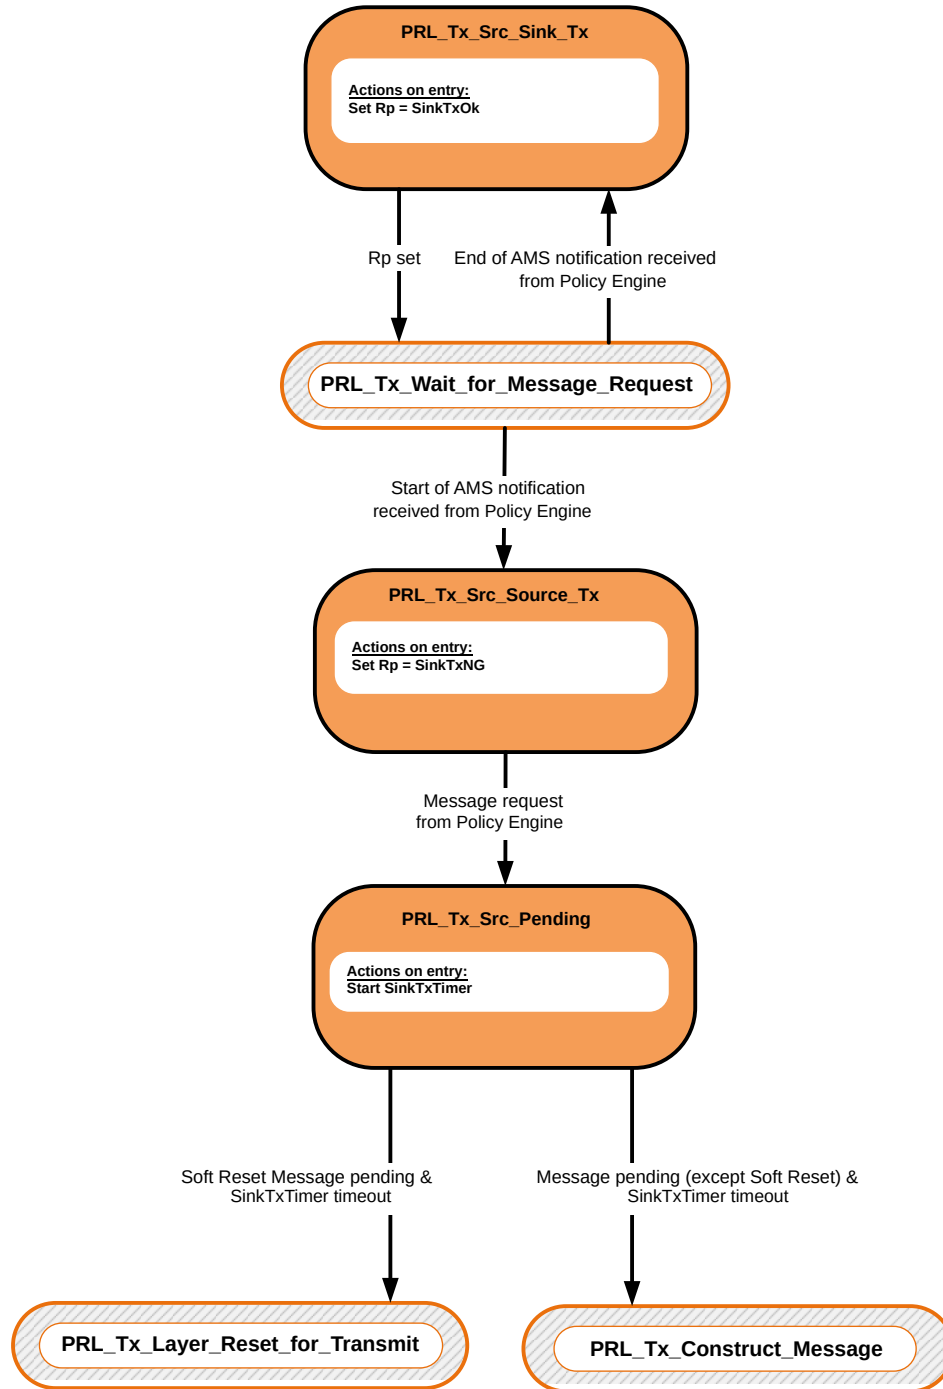 PRL_Tx_Src_Sink_Tx
Actions on entry:
Set Rp = SinkTxOk
Rp set
End of AMS notification received
from Policy Engine
PRL_Tx_Wait_for_Message_Request
Start of AMS notification
received from Policy Engine
PRL_Tx_Src_Source_Tx
Actions on entry:
Set Rp = SinkTxNG
Message request
from Policy Engine
PRL_Tx_Src_Pending
Actions on entry:
Start SinkTxTimer
Soft Reset Message pending &
SinkTxTimer timeout
Message pending (except Soft Reset) &
SinkTxTimer timeout
PRL_Tx_Layer_Reset_for_Transmit
PRL_Tx_Construct_Message